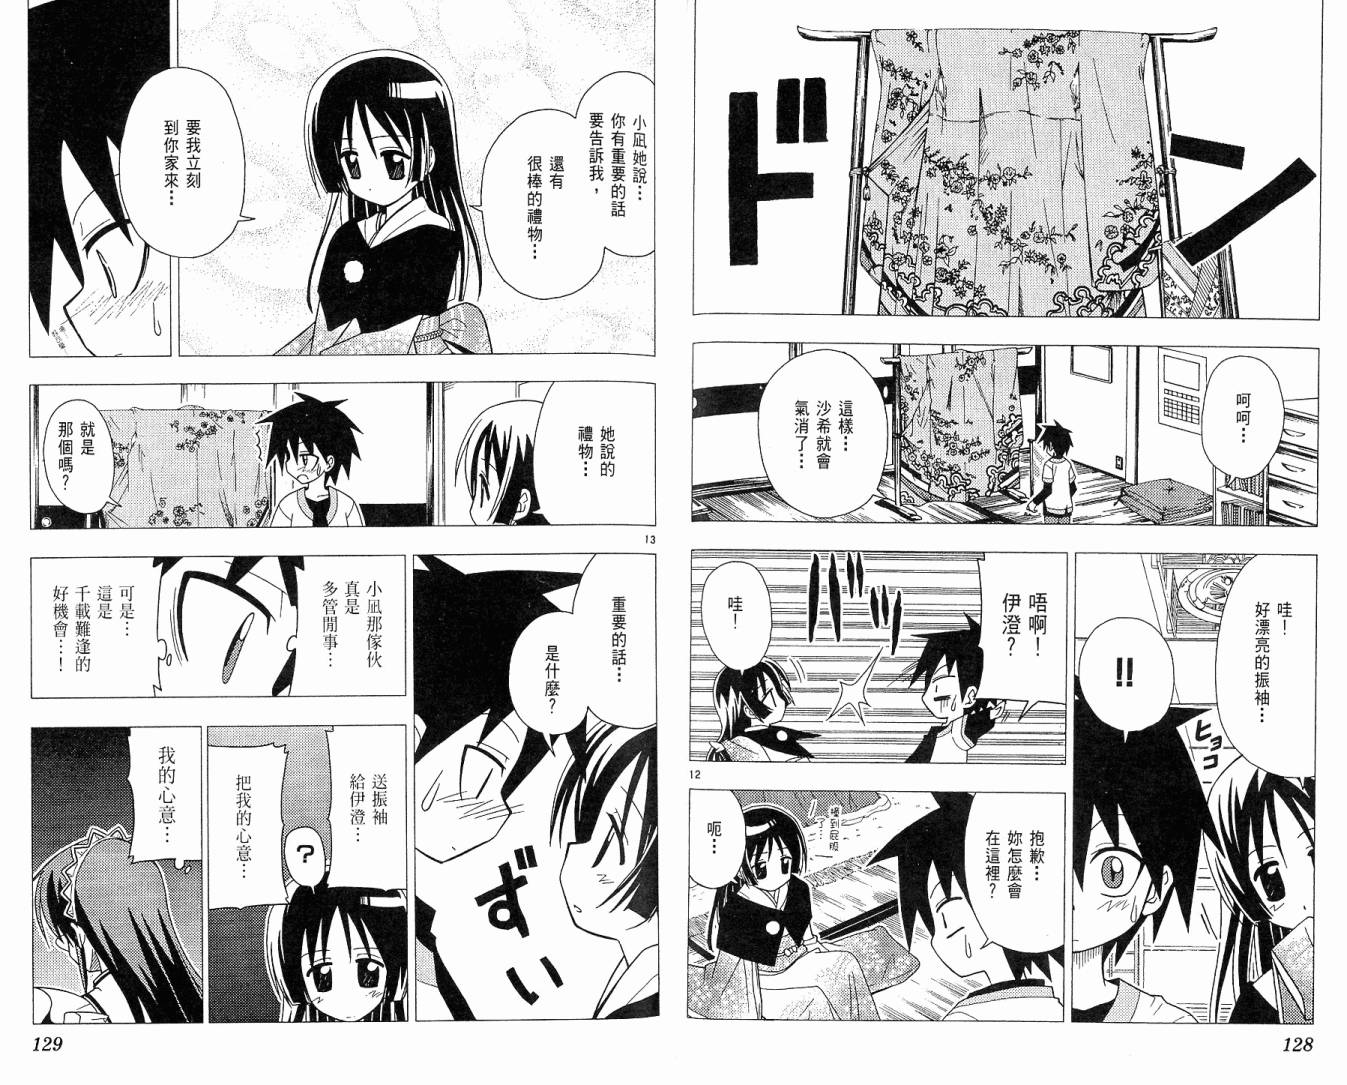 ドーン
呵呵…
這樣…
沙希就會
氣消了…
哇!
好漂亮的振袖…
ヒョコ
!!
唔啊!
伊澄?
哇!
抱歉…
妳怎麼會
在這裡?
撞到屁股
了…
呃…
12
128
小凪她說…
你有重要的話
要告訴我,
還有
很棒的禮物…
要我立刻
到你家來…
她說的
禮物…
就是
那個嗎?
13
重要的話…
是什麼?
ずい
小凪那傢伙
真是
多管閒事…
可是…
這是
千載難逢的
好機會…!
送振袖
給伊澄…
把我的心意…
?
我的心意…
129